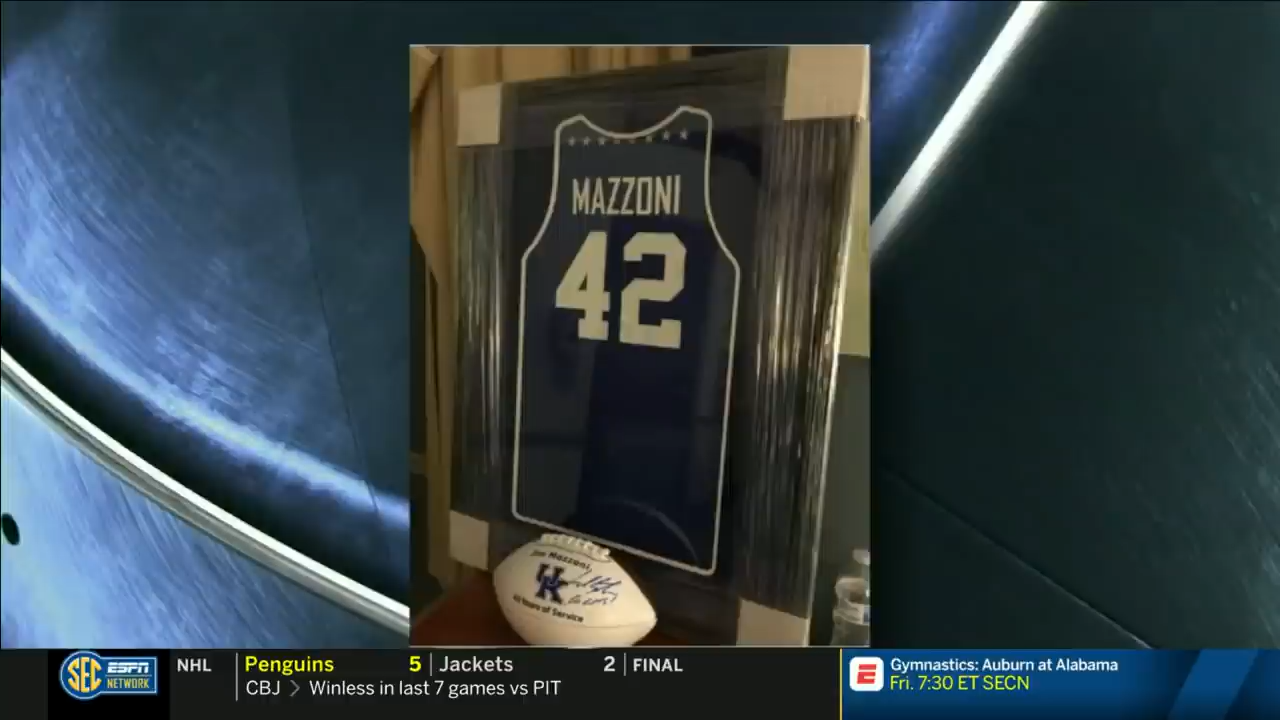 MAZZONI
42
Jim Mazzoni
UK
42 Years of Service
SEC ESPN
NETWORK
NHL
Penguins 5 Jackets 2 FINAL
CBJ > Winless in last 7 games vs PIT
Gymnastics: Auburn at Alabama
Fri. 7:30 ET SECN